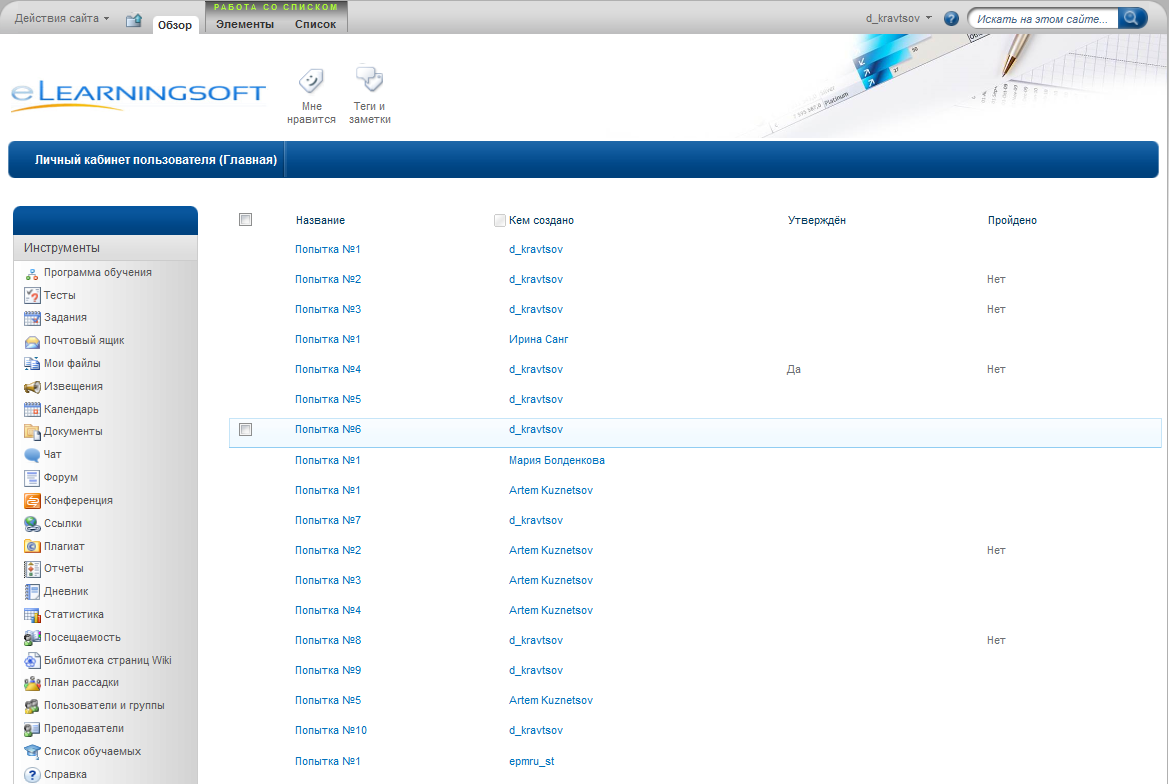 Действия сайта
Обзор
РАБОТА СО СПИСКОМ
Элементы Список
d_kravtsov
Искать на этом сайте...
eLEARNINGSOFT
Мне нравится
Теги и заметки
Platinum
Личный кабинет пользователя (Главная)
Инструменты
Программа обучения
Тесты
Задания
Почтовый ящик
Мои файлы
Извещения
Календарь
Документы
Чат
Форум
Конференция
Ссылки
Плагиат
Отчеты
Дневник
Статистика
Посещаемость
Библиотека страниц Wiki
План рассадки
Пользователи и группы
Преподаватели
Список обучаемых
Справка
Название Кем создано Утверждён Пройдено
Попытка №1 d_kravtsov
Попытка №2 d_kravtsov Нет
Попытка №3 d_kravtsov Нет
Попытка №1 Ирина Санг
Попытка №4 d_kravtsov Да Нет
Попытка №5 d_kravtsov
Попытка №6 d_kravtsov
Попытка №1 Мария Болденкова
Попытка №1 Artem Kuznetsov
Попытка №7 d_kravtsov
Попытка №2 Artem Kuznetsov Нет
Попытка №3 Artem Kuznetsov
Попытка №4 Artem Kuznetsov
Попытка №8 d_kravtsov Нет
Попытка №9 d_kravtsov
Попытка №5 Artem Kuznetsov
Попытка №10 d_kravtsov
Попытка №1 epmru_st